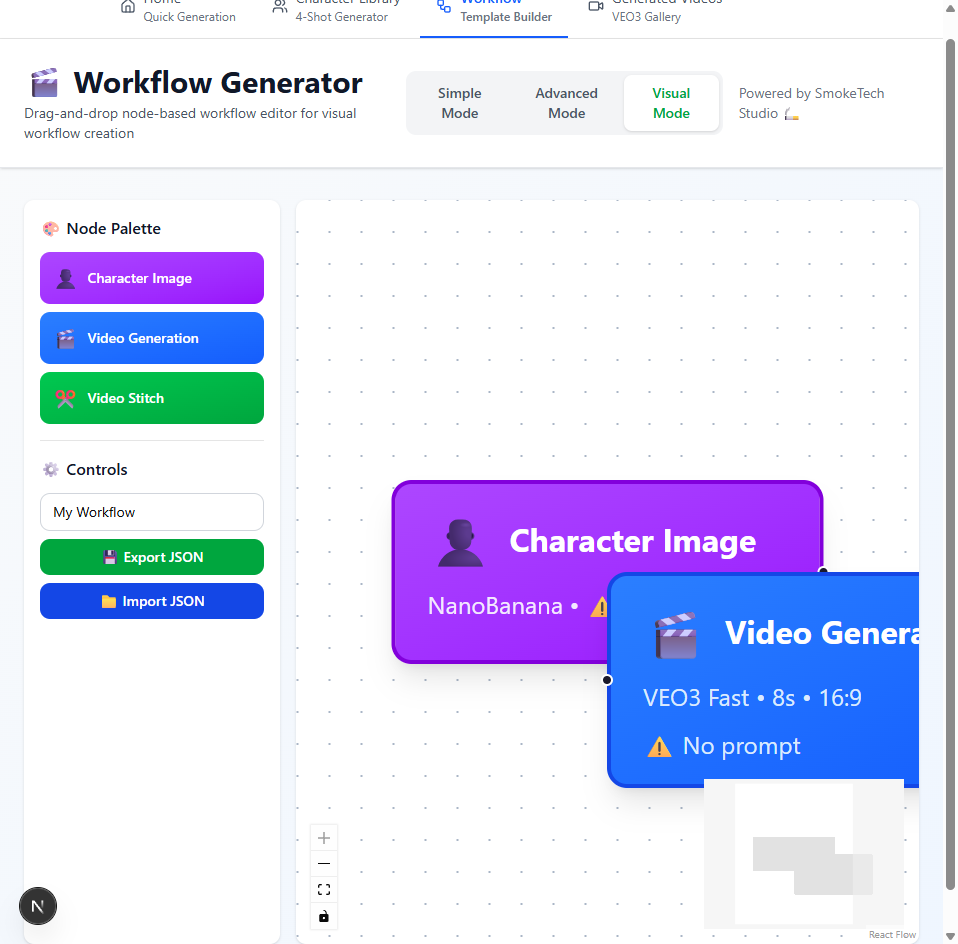 Home
Quick Generation
Character Library
4-Shot Generator
Workflow
Template Builder
Generated Videos
VEO3 Gallery
Workflow Generator
Drag-and-drop node-based workflow editor for visual
workflow creation
Simple
Mode
Advanced
Mode
Visual
Mode
Powered by SmokeTech
Studio
Node Palette
Character Image
Video Generation
Video Stitch
Controls
My Workflow
Export JSON
Import JSON
Character Image
NanoBanana •
Video Genera
VEO3 Fast • 8s • 16:9
No prompt
N
React Flow